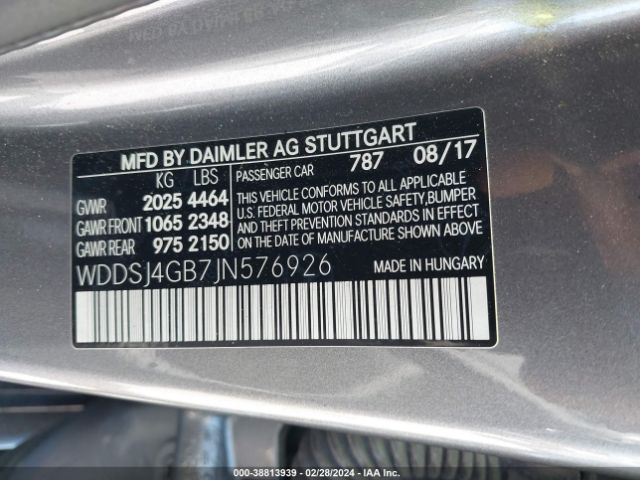 MFD BY DAIMLER AG STUTTGART
KG LBS
GVWR 2025 4464
GAWR FRONT 1065 2348
GAWR REAR 975 2150
PASSENGER CAR 787 08/17
THIS VEHICLE CONFORMS TO ALL APPLICABLE
U.S. FEDERAL MOTOR VEHICLE SAFETY, BUMPER
AND THEFT PREVENTION STANDARDS IN EFFECT
ON THE DATE OF MANUFACTURE SHOWN ABOVE
WDDSJ4GB7JN576926 MADE IN HUNGARY
000-38813939 - 02/28/2024 - IAA Inc.